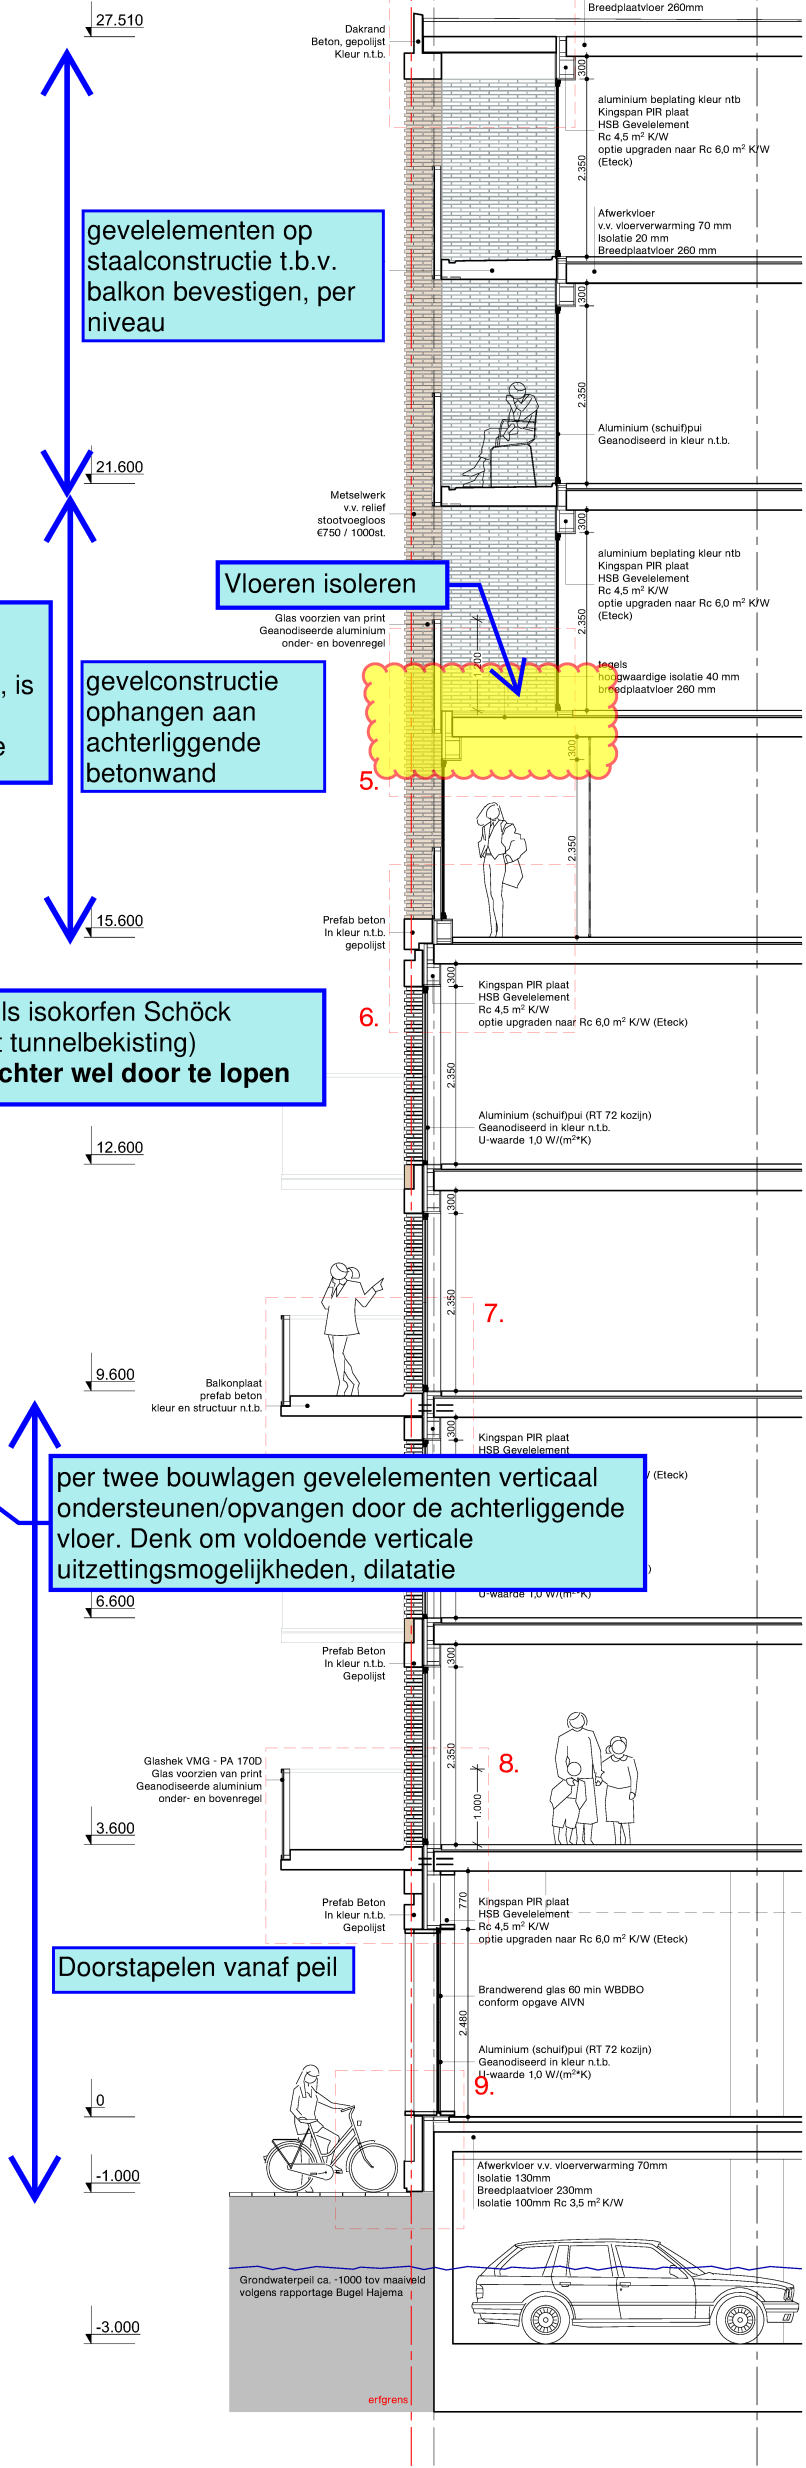 Breedplaatvloer 260mm
27.510
Dakrand
Beton, gepolijst
Kleur n.t.b.
300
aluminium beplating kleur ntb
Kingspan PIR plaat
HSB Gevelelement
Rc 4,5 m² K/W
optie upgraden naar Rc 6,0 m² K/W
(Eteck)
2.350
gevelelementen op
staalconstructie t.b.v.
balkon bevestigen, per
niveau
Afwerkvloer
v.v. vloerverwarming 70 mm
Isolatie 20 mm
Breedplaatvloer 260 mm
300
2.350
Aluminium (schuif)pui
Geanodiseerd in kleur n.t.b.
21.600
Metselwerk
v.v. relief
stootvoegloos
€750 / 1000st.
300
aluminium beplating kleur ntb
Kingspan PIR plaat
HSB Gevelelement
Rc 4,5 m² K/W
optie upgraden naar Rc 6,0 m² K/W
(Eteck)
Vloeren isoleren
2.350
Glas voorzien van print
Geanodiseerde aluminium
onder- en bovenregel
1.200
tegels
hoogwaardige isolatie 40 mm
breedplaatvloer 260 mm
, is
e
gevelconstructie
ophangen aan
achterliggende
betonwand
300
5.
2.350
15.600
Prefab beton
In kleur n.t.b.
gepolijst
300
Kingspan PIR plaat
HSB Gevelelement
Rc 4,5 m² K/W
optie upgraden naar Rc 6,0 m² K/W (Eteck)
6.
ls isokorfen Schöck
t tunnelbekisting)
chter wel door te lopen
2.350
Aluminium (schuif)pui (RT 72 kozijn)
Geanodiseerd in kleur n.t.b.
U-waarde 1,0 W/(m²*K)
12.600
300
2.350
7.
9.600
Balkonplaat
prefab beton
kleur en structuur n.t.b.
300
Kingspan PIR plaat
HSB Gevelelement
/ (Eteck)
per twee bouwlagen gevelelementen verticaal
ondersteunen/opvangen door de achterliggende
vloer. Denk om voldoende verticale
uitzettingsmogelijkheden, dilatatie
)
U-waarde 1,0 W/(m²*K)
6.600
Prefab Beton
In kleur n.t.b.
Gepolijst
300
2.350
8.
Glashek VMG - PA 170D
Glas voorzien van print
Geanodiseerde aluminium
onder- en bovenregel
1.000
3.600
770
Prefab Beton
In kleur n.t.b.
Gepolijst
Kingspan PIR plaat
HSB Gevelelement
Rc 4,5 m² K/W
optie upgraden naar Rc 6,0 m² K/W (Eteck)
Doorstapelen vanaf peil
Brandwerend glas 60 min WBDBO
conform opgave AIVN
2.480
Aluminium (schuif)pui (RT 72 kozijn)
Geanodiseerd in kleur n.t.b.
U-waarde 1,0 W/(m²*K)
9.
0
-1.000
Afwerkvloer v.v. vloerverwarming 70mm
Isolatie 130mm
Breedplaatvloer 230mm
Isolatie 100mm Rc 3,5 m² K/W
Grondwaterpeil ca. -1000 tov maaiveld
volgens rapportage Bugel Hajema
-3.000
erfgrens